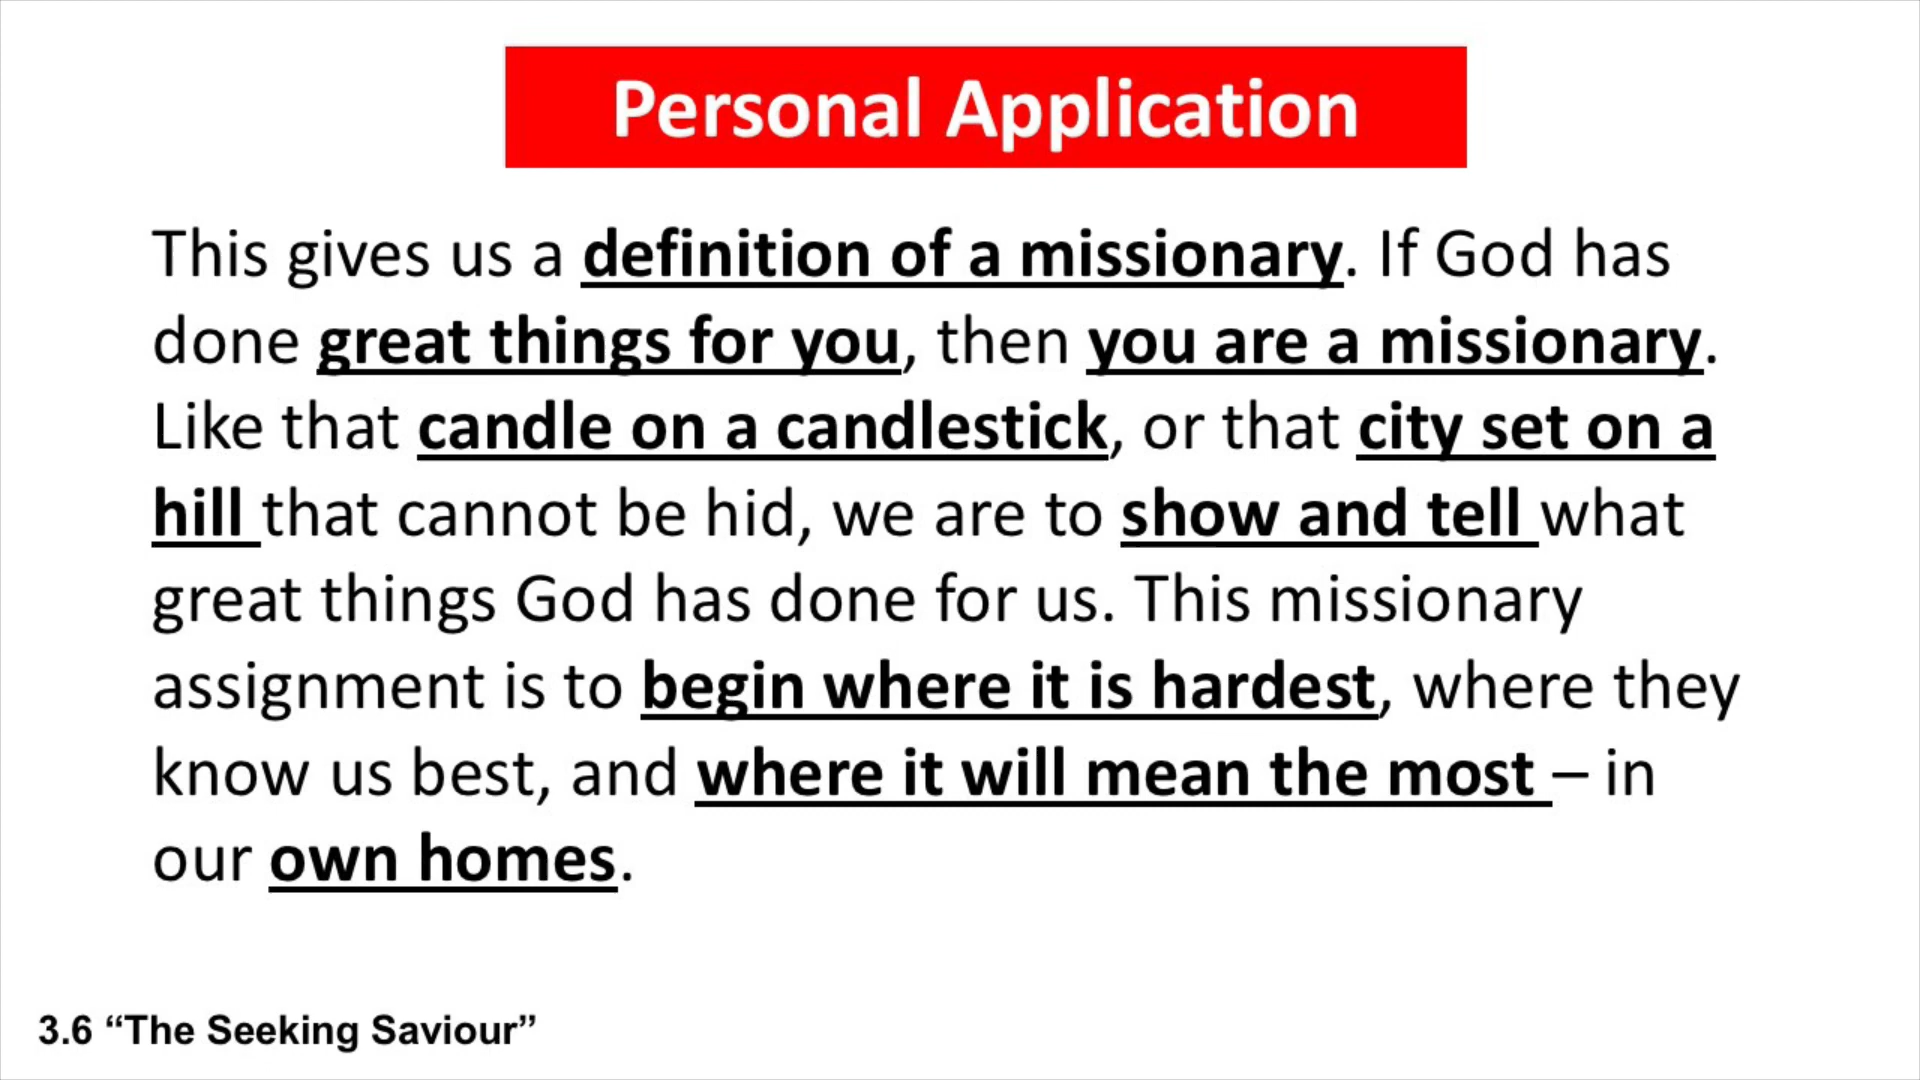 Personal Application
This gives us a definition of a missionary. If God has
done great things for you, then you are a missionary.
Like that candle on a candlestick, or that city set on a
hill that cannot be hid, we are to show and tell what
great things God has done for us. This missionary
assignment is to begin where it is hardest, where they
know us best, and where it will mean the most – in
our own homes.
3.6 “The Seeking Saviour”